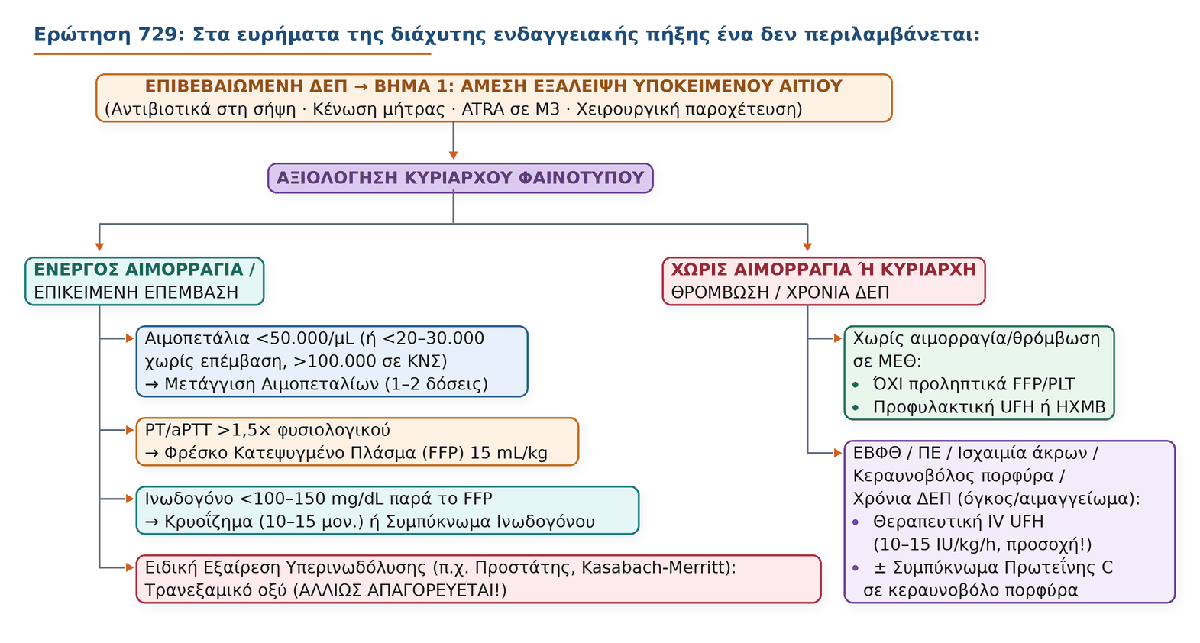 Ερώτηση 729: Στα ευρήματα της διάχυτης ενδαγγειακής πήξης ένα δεν περιλαμβάνεται:
ΕΠΙΒΕΒΑΙΩΜΕΝΗ ΔΕΠ → ΒΗΜΑ 1: ΑΜΕΣΗ ΕΞΑΛΕΙΨΗ ΥΠΟΚΕΙΜΕΝΟΥ ΑΙΤΙΟΥ
(Αντιβιοτικά στη σήψη · Κένωση μήτρας · ATRA σε M3 · Χειρουργική παροχέτευση)
ΑΞΙΟΛΟΓΗΣΗ ΚΥΡΙΑΡΧΟΥ ΦΑΙΝΟΤΥΠΟΥ
ΕΝΕΡΓΟΣ ΑΙΜΟΡΡΑΓΙΑ /
ΕΠΙΚΕΙΜΕΝΗ ΕΠΕΜΒΑΣΗ
Αιμοπετάλια <50.000/μL (ή <20–30.000
χωρίς επέμβαση, >100.000 σε ΚΝΣ)
→ Μετάγγιση Αιμοπεταλίων (1–2 δόσεις)
PT/aPTT >1,5× φυσιολογικού
→ Φρέσκο Κατεψυγμένο Πλάσμα (FFP) 15 mL/kg
Ινωδογόνο <100–150 mg/dL παρά το FFP
→ Κρυοΐζημα (10–15 μον.) ή Συμπύκνωμα Ινωδογόνου
Ειδική Εξαίρεση Υπερινωδόλυσης (π.χ. Προστάτης, Kasabach-Merritt):
Τρανεξαμικό οξύ (ΑΛΛΙΩΣ ΑΠΑΓΟΡΕΥΕΤΑΙ!)
ΧΩΡΙΣ ΑΙΜΟΡΡΑΓΙΑ Ή ΚΥΡΙΑΡΧΗ
ΘΡΟΜΒΩΣΗ / ΧΡΟΝΙΑ ΔΕΠ
Χωρίς αιμορραγία/θρόμβωση
σε ΜΕΘ:
• ΌΧΙ προληπτικά FFP/PLT
• Προφυλακτική UFH ή ΗΧΜΒ
ΕΒΦΘ / ΠΕ / Ισχαιμία άκρων /
Κεραυνοβόλος πορφύρα /
Χρόνια ΔΕΠ (όγκος/αιμαγγείωμα):
• Θεραπευτική IV UFH
(10–15 IU/kg/h, προσοχή!)
• ± Συμπύκνωμα Πρωτεΐνης C
σε κεραυνοβόλο πορφύρα